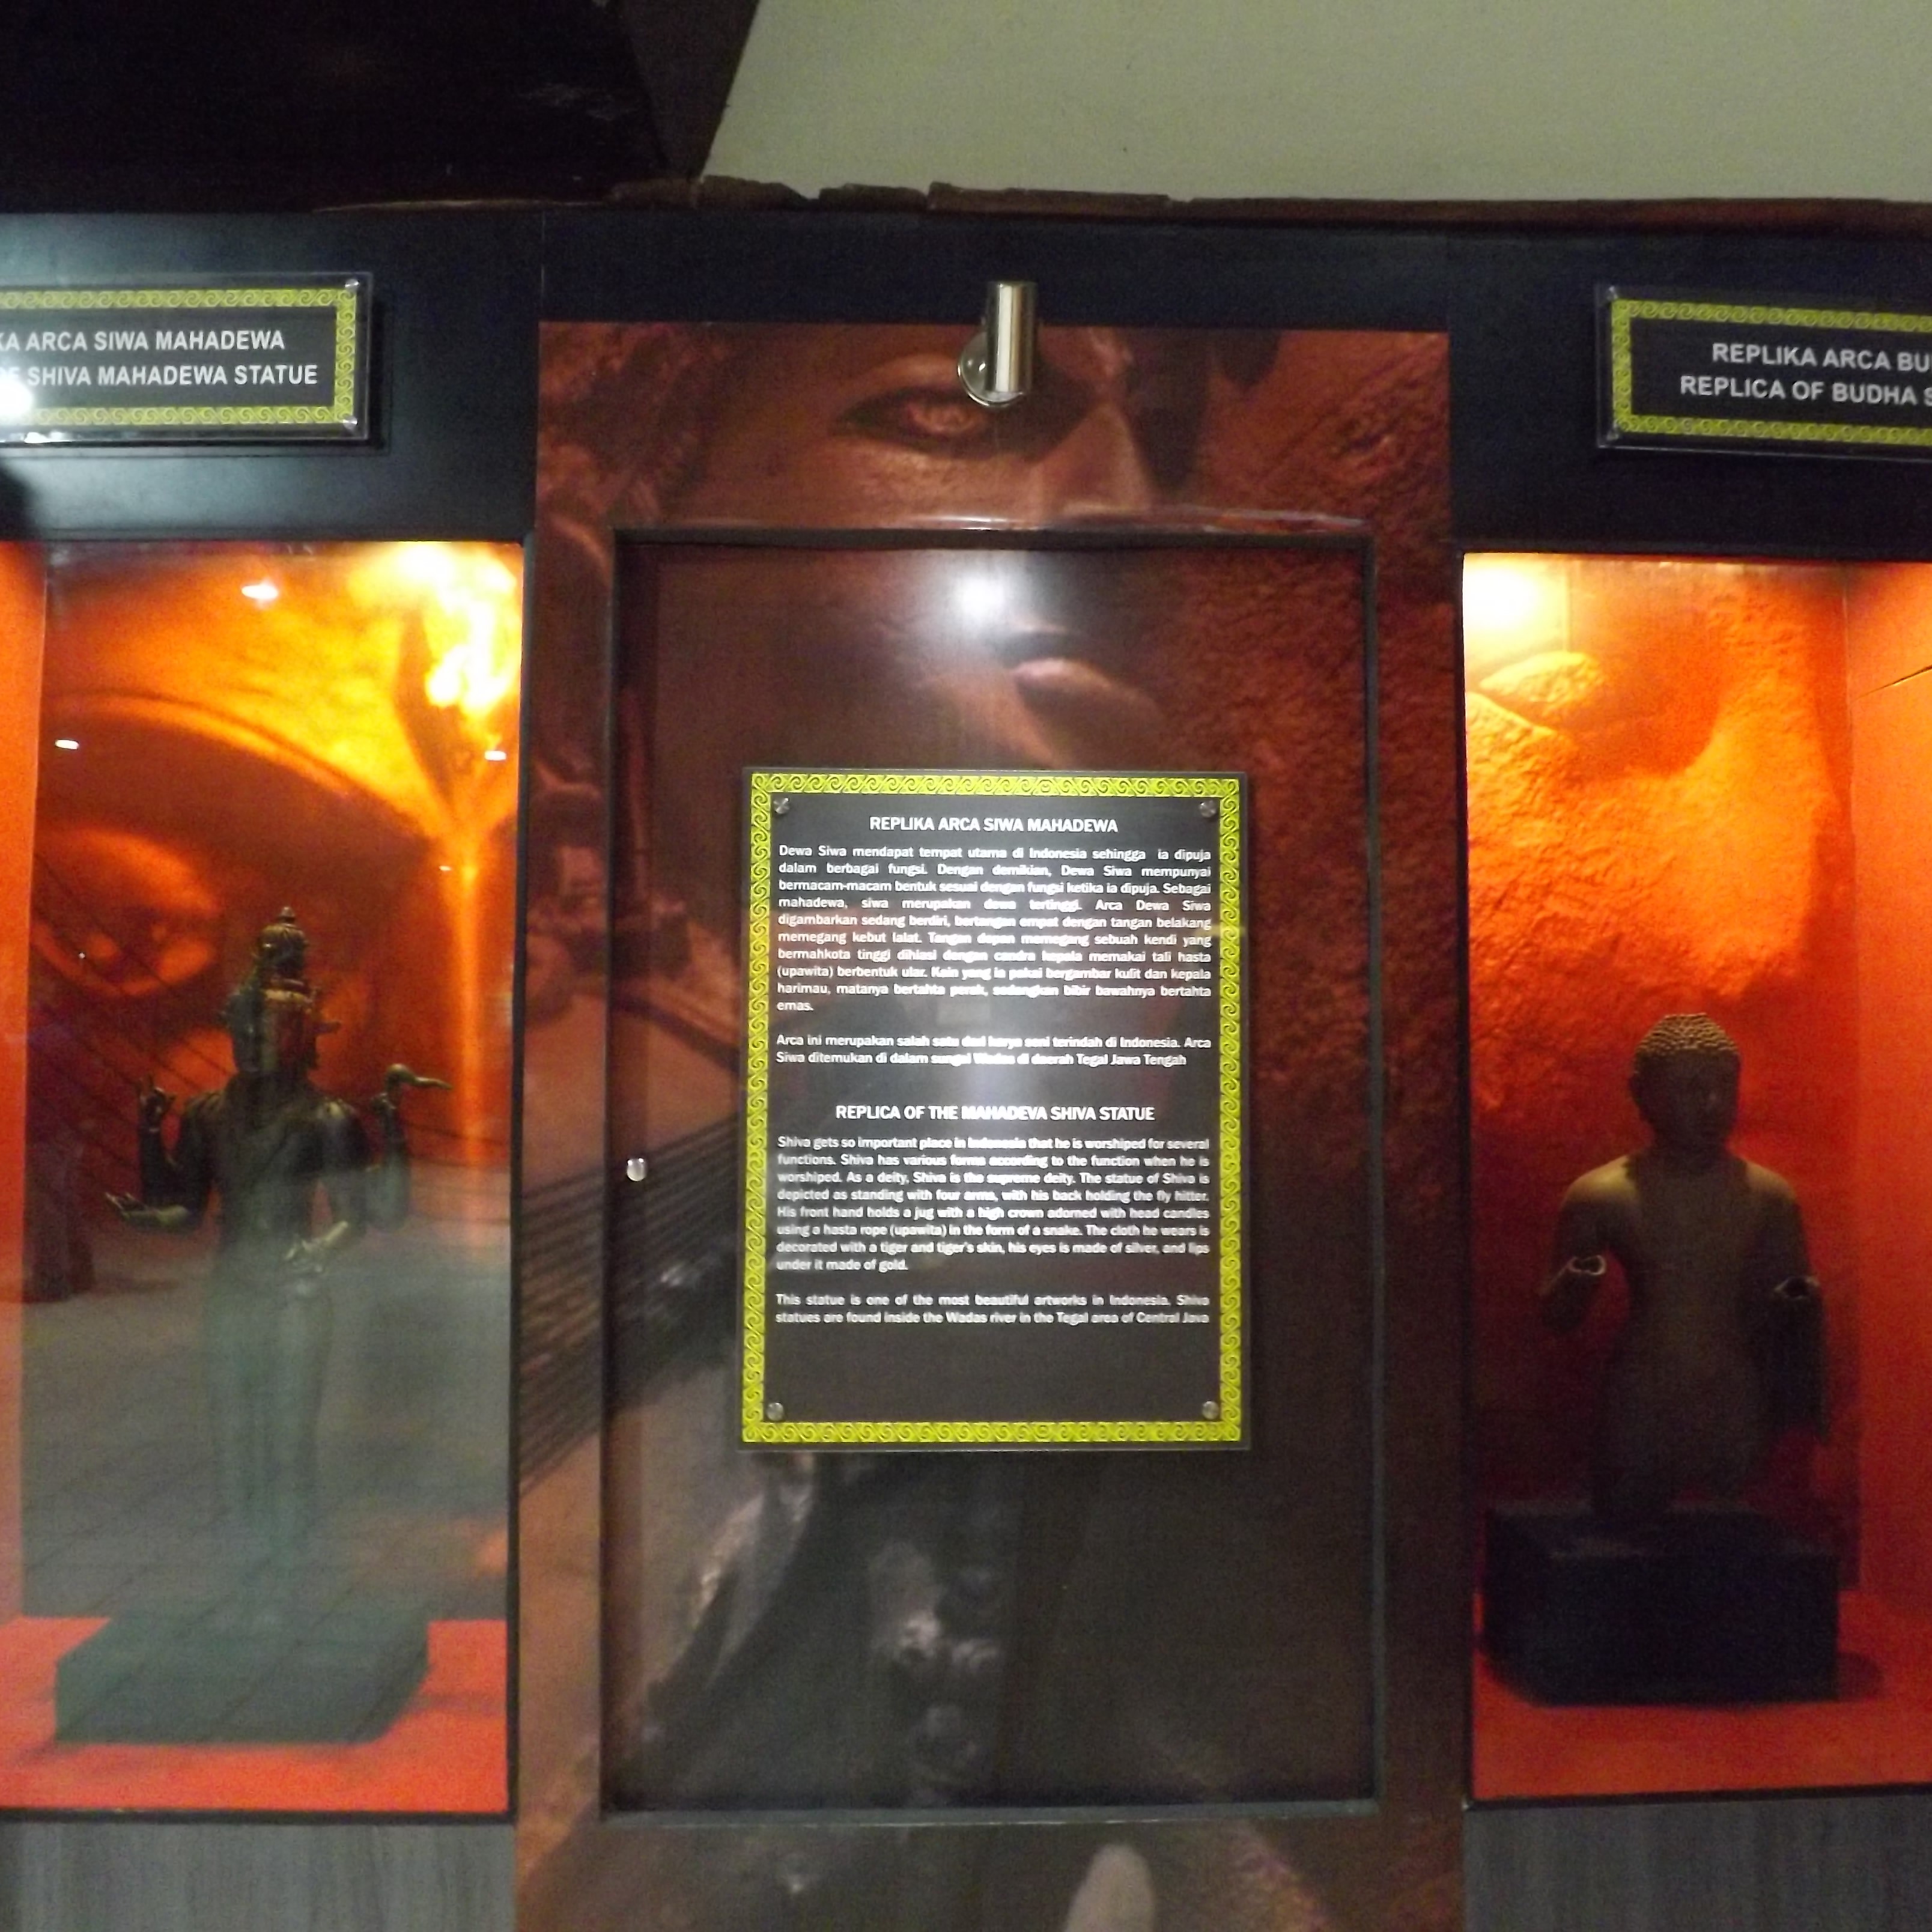 KA ARCA SIWA MAHADEWA
OF SHIVA MAHADEWA STATUE
REPLIKA ARCA BU
REPLICA OF BUDHA S
REPLIKA ARCA SIWA MAHADEWA
Dewa Siwa mendapat tempat utama di Indonesia sehingga ia dipuja
dalam berbagai fungsi. Dengan demikian, Dewa Siwa mempunyai
bermacam-macam bentuk sesuai dengan fungsi ketika ia dipuja. Sebagai
mahadewa, siwa merupakan dewa tertinggi. Arca Dewa Siwa
digambarkan sedang berdiri, bertangan empat dengan tangan belakang
memegang kebut lalat. Tangan depan memegang sebuah kendi yang
bermahkota tinggi dihiasi dengan candra kepala memakai tali hasta
(upawita) berbentuk ular. Kain yang ia pakai bergambar kulit dan kepala
harimau, matanya bertahta perak, sedangkan bibir bawahnya bertahta
emas.
Arca ini merupakan salah satu dari karya seni terindah di Indonesia. Arca
Siwa ditemukan di dalam sungai Wadas di daerah Tegal Jawa Tengah
REPLICA OF THE MAHADEVA SHIVA STATUE
Shiva gets so important place in Indonesia that he is worshiped for several
functions. Shiva has various forms according to the function when he is
worshiped. As a deity, Shiva is the supreme deity. The statue of Shiva is
depicted as standing with four arms, with his back holding the fly hitter.
His front hand holds a jug with a high crown adorned with head candles
using a hasta rope (upawita) in the form of a snake. The cloth he wears is
decorated with a tiger and tiger's skin, his eyes is made of silver, and lips
under it made of gold.
This statue is one of the most beautiful artworks in Indonesia. Shiva
statues are found inside the Wadas river in the Tegal area of Central Java